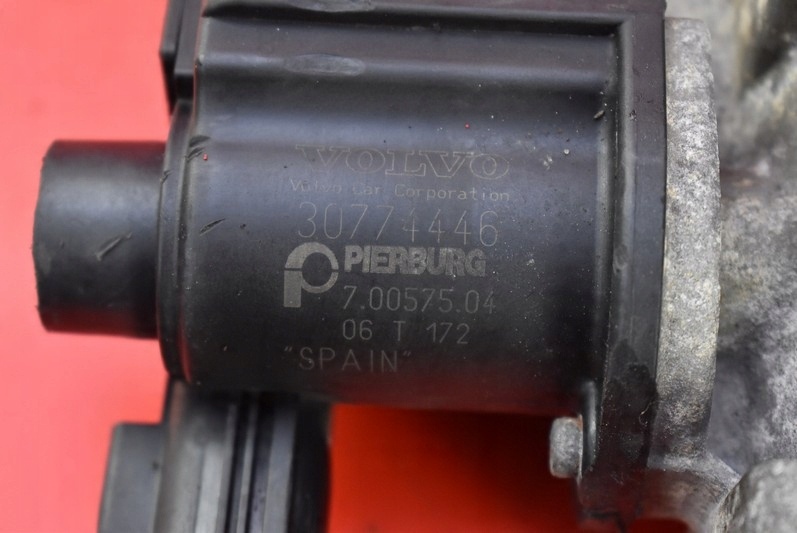 VOLVO
Volvo Car Corporation
30774446
PIERBURG
7.00575.04
06 T 172
"SPAIN"